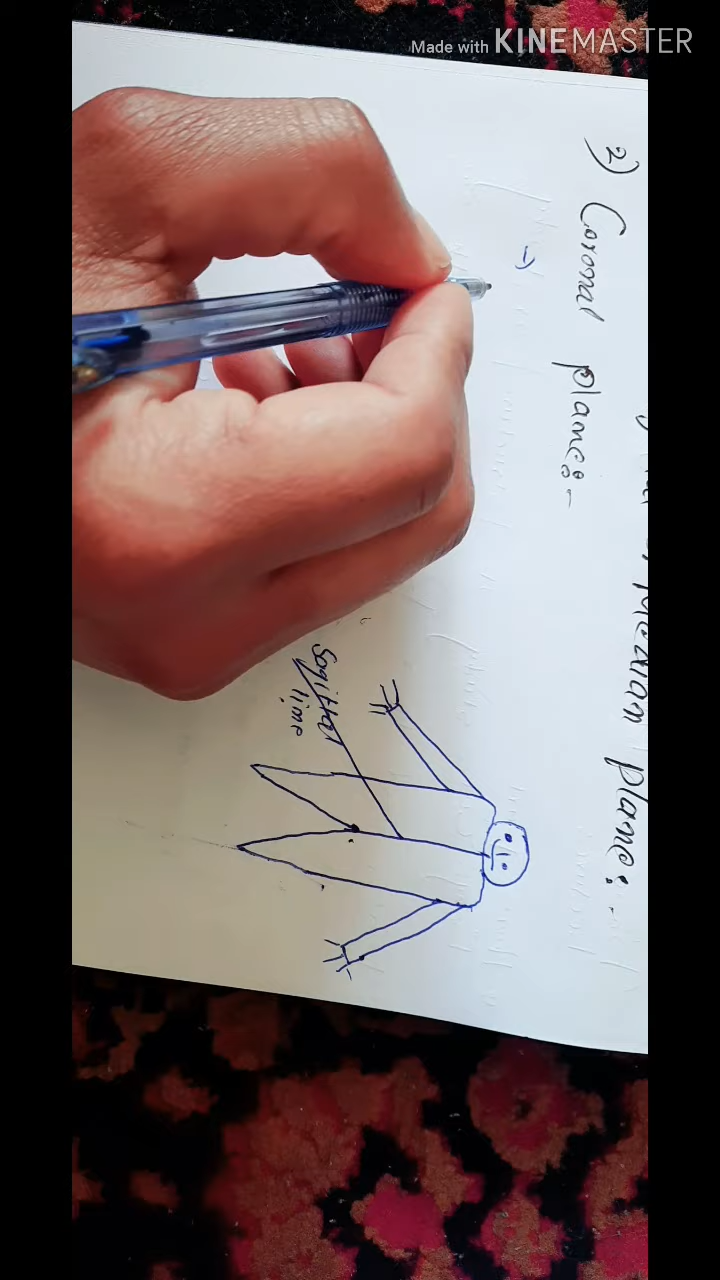 Made with KINEMASTER
Median plane:-
2) Coronal plane:-
→
Sagittal
line